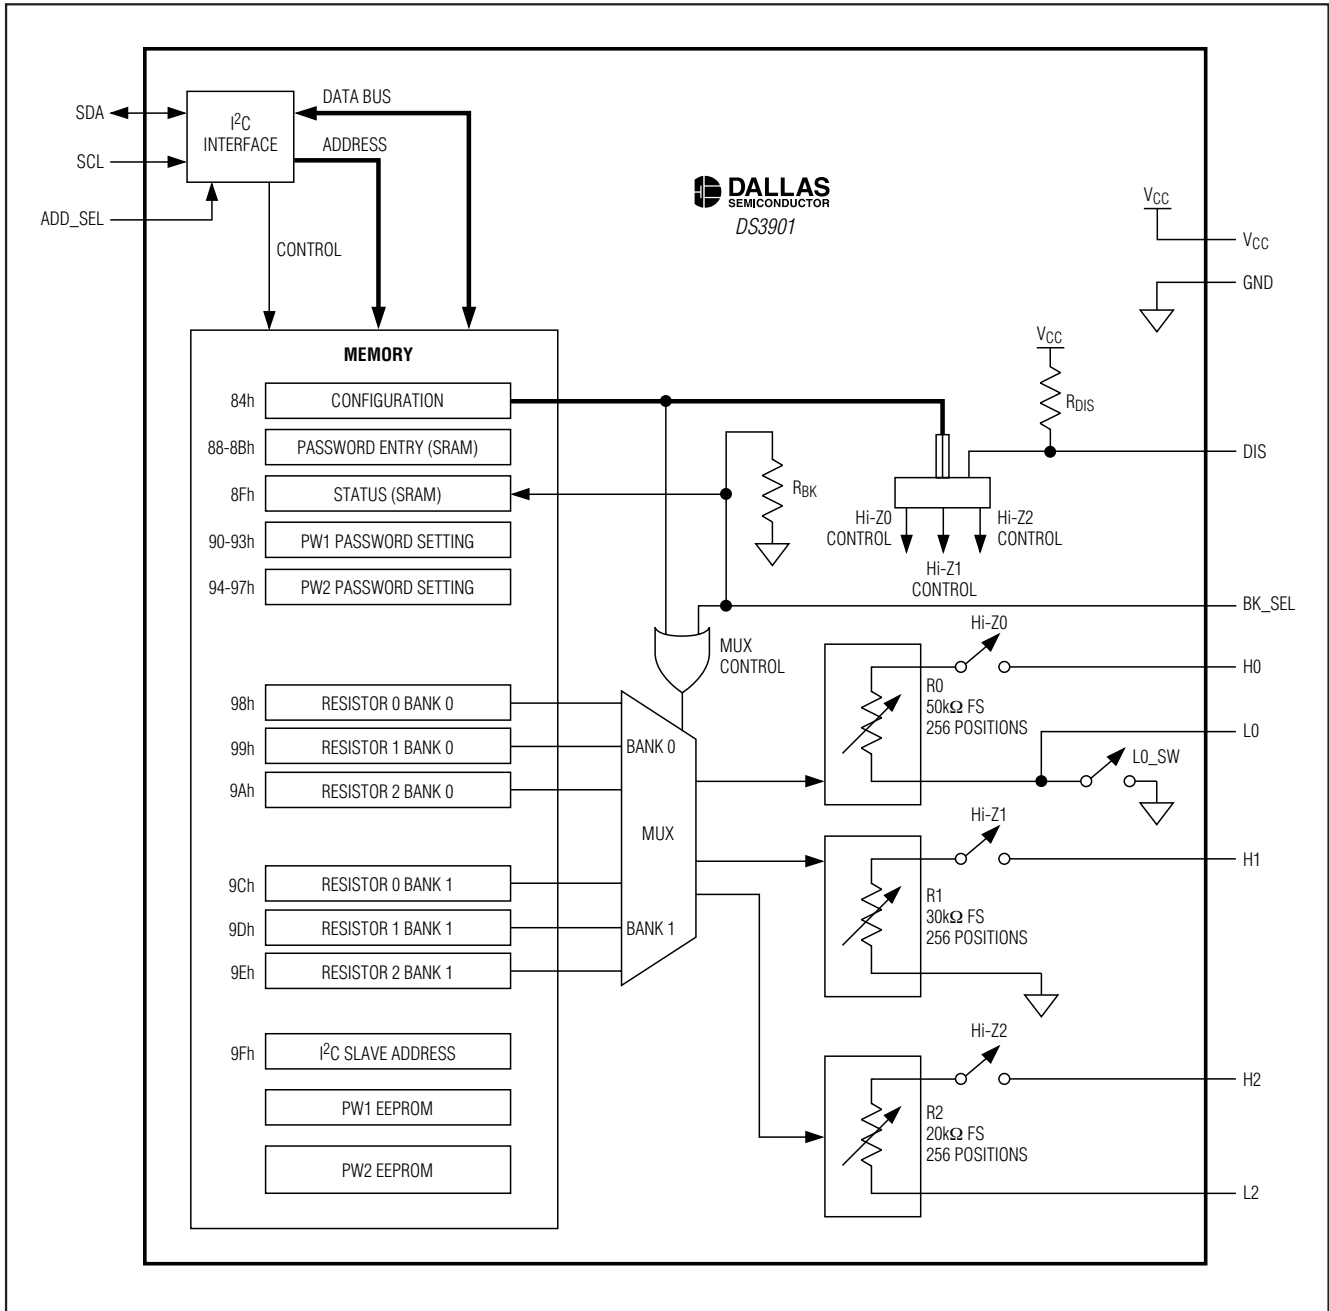 SDA
SCL
ADD_SEL
I²C
INTERFACE
DATA BUS
ADDRESS
CONTROL
DALLAS
SEMICONDUCTOR
DS3901
VCC
VCC
GND
MEMORY
84h CONFIGURATION
88-8Bh PASSWORD ENTRY (SRAM)
8Fh STATUS (SRAM)
90-93h PW1 PASSWORD SETTING
94-97h PW2 PASSWORD SETTING
98h RESISTOR 0 BANK 0
99h RESISTOR 1 BANK 0
9Ah RESISTOR 2 BANK 0
9Ch RESISTOR 0 BANK 1
9Dh RESISTOR 1 BANK 1
9Eh RESISTOR 2 BANK 1
9Fh I²C SLAVE ADDRESS
PW1 EEPROM
PW2 EEPROM
RBK
VCC
RDIS
DIS
Hi-Z0
CONTROL
Hi-Z1
CONTROL
Hi-Z2
CONTROL
BK_SEL
MUX
CONTROL
BANK 0
MUX
BANK 1
Hi-Z0
H0
R0
50kΩ FS
256 POSITIONS
L0
L0_SW
Hi-Z1
H1
R1
30kΩ FS
256 POSITIONS
Hi-Z2
H2
R2
20kΩ FS
256 POSITIONS
L2